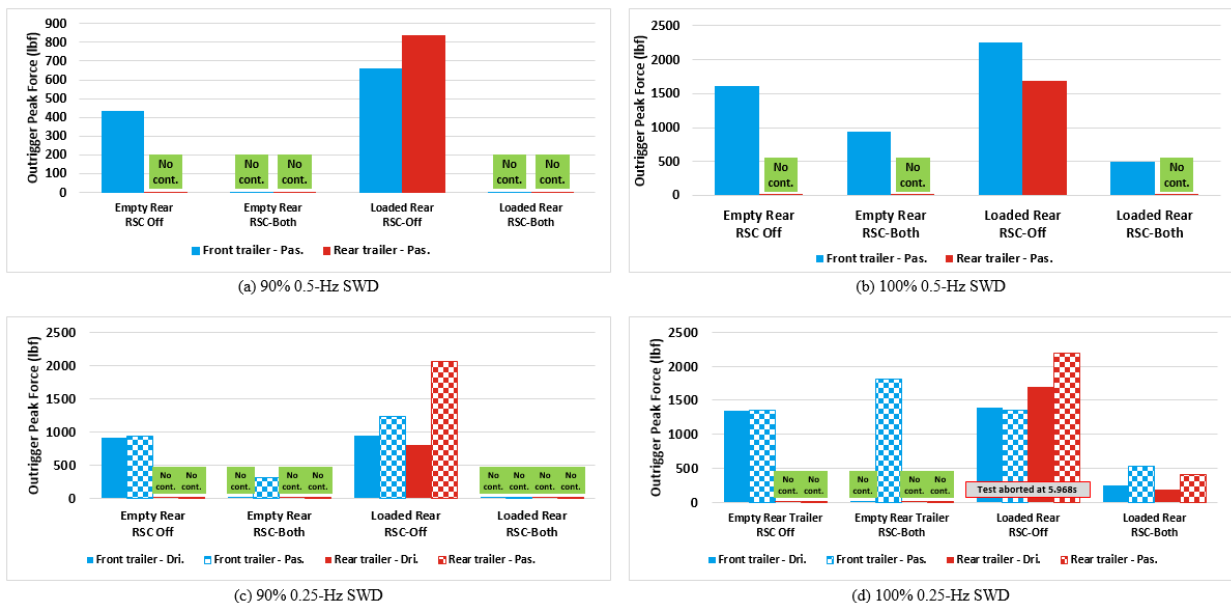 Outrigger Peak Force (lbf)
900
800
700
600
500
400
300
200
100
0
No cont.
No cont.
No cont.
No cont.
No cont.
Empty Rear RSC Off
Empty Rear RSC-Both
Loaded Rear RSC-Off
Loaded Rear RSC-Both
Front trailer - Pas.
Rear trailer - Pas.
(a) 90% 0.5-Hz SWD
Outrigger Peak Force (lbf)
2500
2000
1500
1000
500
0
No cont.
No cont.
No cont.
Empty Rear RSC Off
Empty Rear RSC-Both
Loaded Rear RSC-Off
Loaded Rear RSC-Both
Front trailer - Pas.
Rear trailer - Pas.
(b) 100% 0.5-Hz SWD
Outrigger Peak Force (lbf)
2500
2000
1500
1000
500
0
No cont.
No cont.
No cont.
No cont.
No cont.
No cont.
No cont.
No cont.
No cont.
Empty Rear RSC Off
Empty Rear RSC-Both
Loaded Rear RSC-Off
Loaded Rear RSC-Both
Front trailer - Dri.
Front trailer - Pas.
Rear trailer - Dri.
Rear trailer - Pas.
(c) 90% 0.25-Hz SWD
Outrigger Peak Force (lbf)
2500
2000
1500
1000
500
0
No cont.
No cont.
No cont.
No cont.
No cont.
Test aborted at 5.968s
Empty Rear Trailer RSC Off
Empty Rear Trailer RSC-Both
Loaded Rear RSC-Off
Loaded Rear RSC-Both
Front trailer - Dri.
Front trailer - Pas.
Rear trailer - Dri.
Rear trailer - Pas.
(d) 100% 0.25-Hz SWD